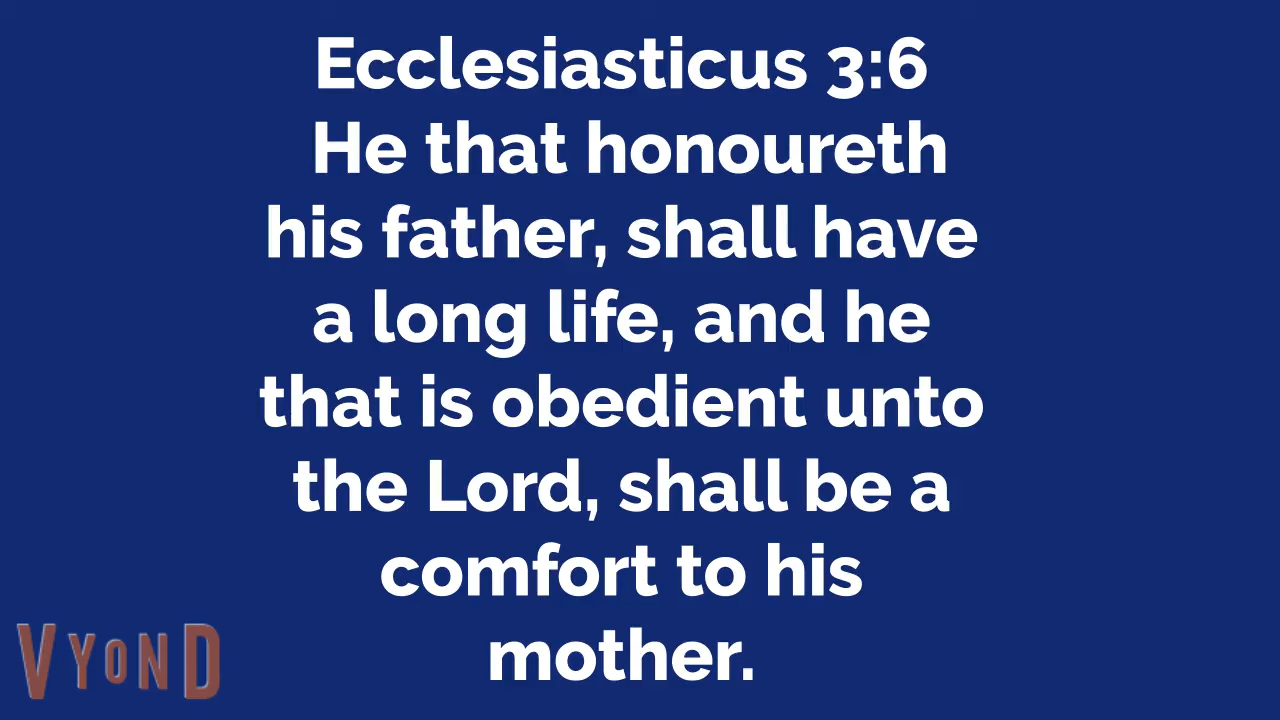 Ecclesiasticus 3:6
He that honoureth
his father, shall have
a long life, and he
that is obedient unto
the Lord, shall be a
comfort to his
mother.
VYOND